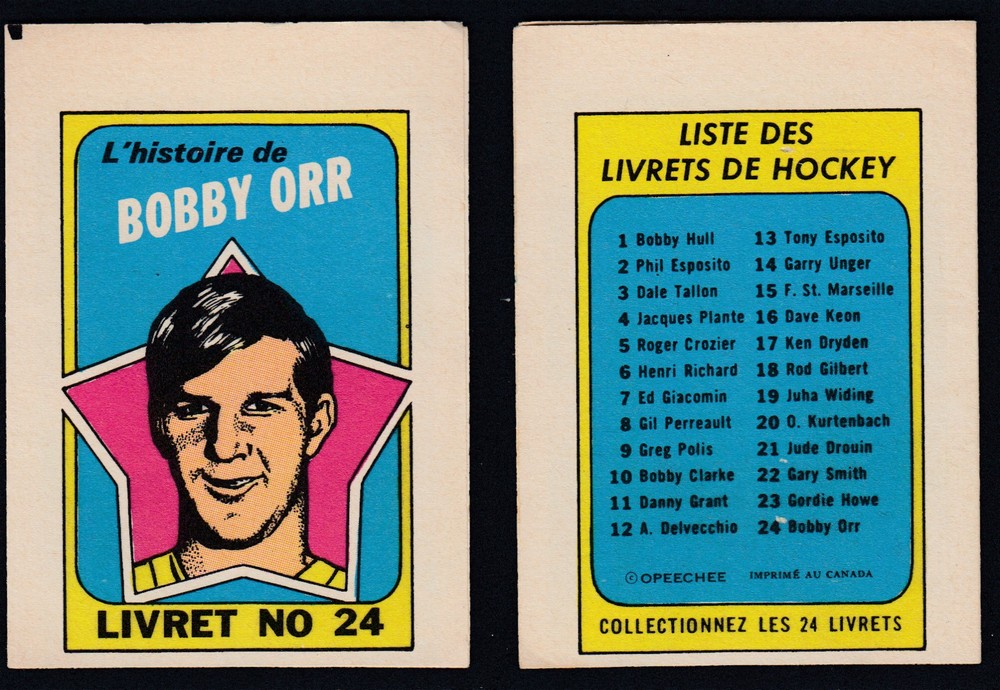 L'histoire de
BOBBY ORR
LIVRET NO 24
LISTE DES
LIVRETS DE HOCKEY
1 Bobby Hull
2 Phil Esposito
3 Dale Tallon
4 Jacques Plante
5 Roger Crozier
6 Henri Richard
7 Ed Giacomin
8 Gil Perreault
9 Greg Polis
10 Bobby Clarke
11 Danny Grant
12 A. Delvecchio
13 Tony Esposito
14 Garry Unger
15 F. St. Marseille
16 Dave Keon
17 Ken Dryden
18 Rod Gilbert
19 Juha Widing
20 O. Kurtenbach
21 Jude Drouin
22 Gary Smith
23 Gordie Howe
24 Bobby Orr
© OPEECHEE IMPRIMÉ AU CANADA
COLLECTIONNEZ LES 24 LIVRETS